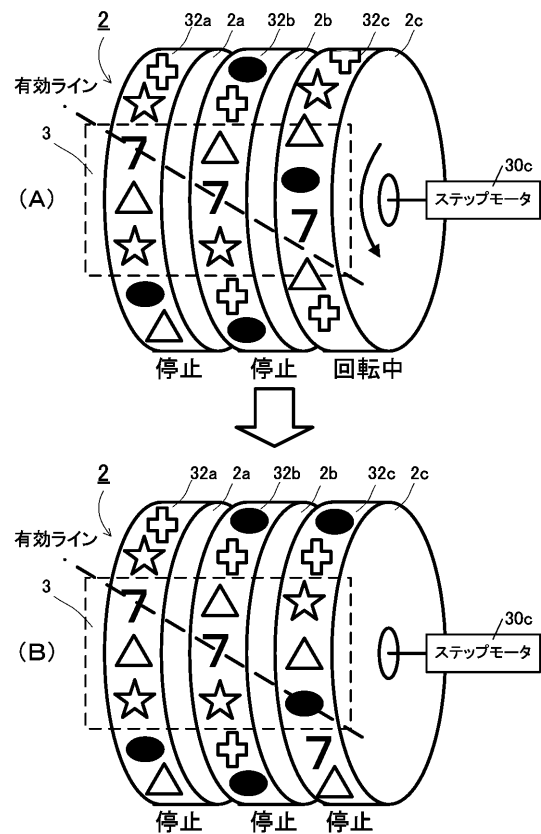 2 32a 2a 32b 2b 32c 2c
有効ライン
3
7
7
7
30c
ステップモータ
(A)
停止 停止 回転中
2 32a 2a 32b 2b 32c 2c
有効ライン
3
7
7
7
30c
ステップモータ
(B)
停止 停止 停止